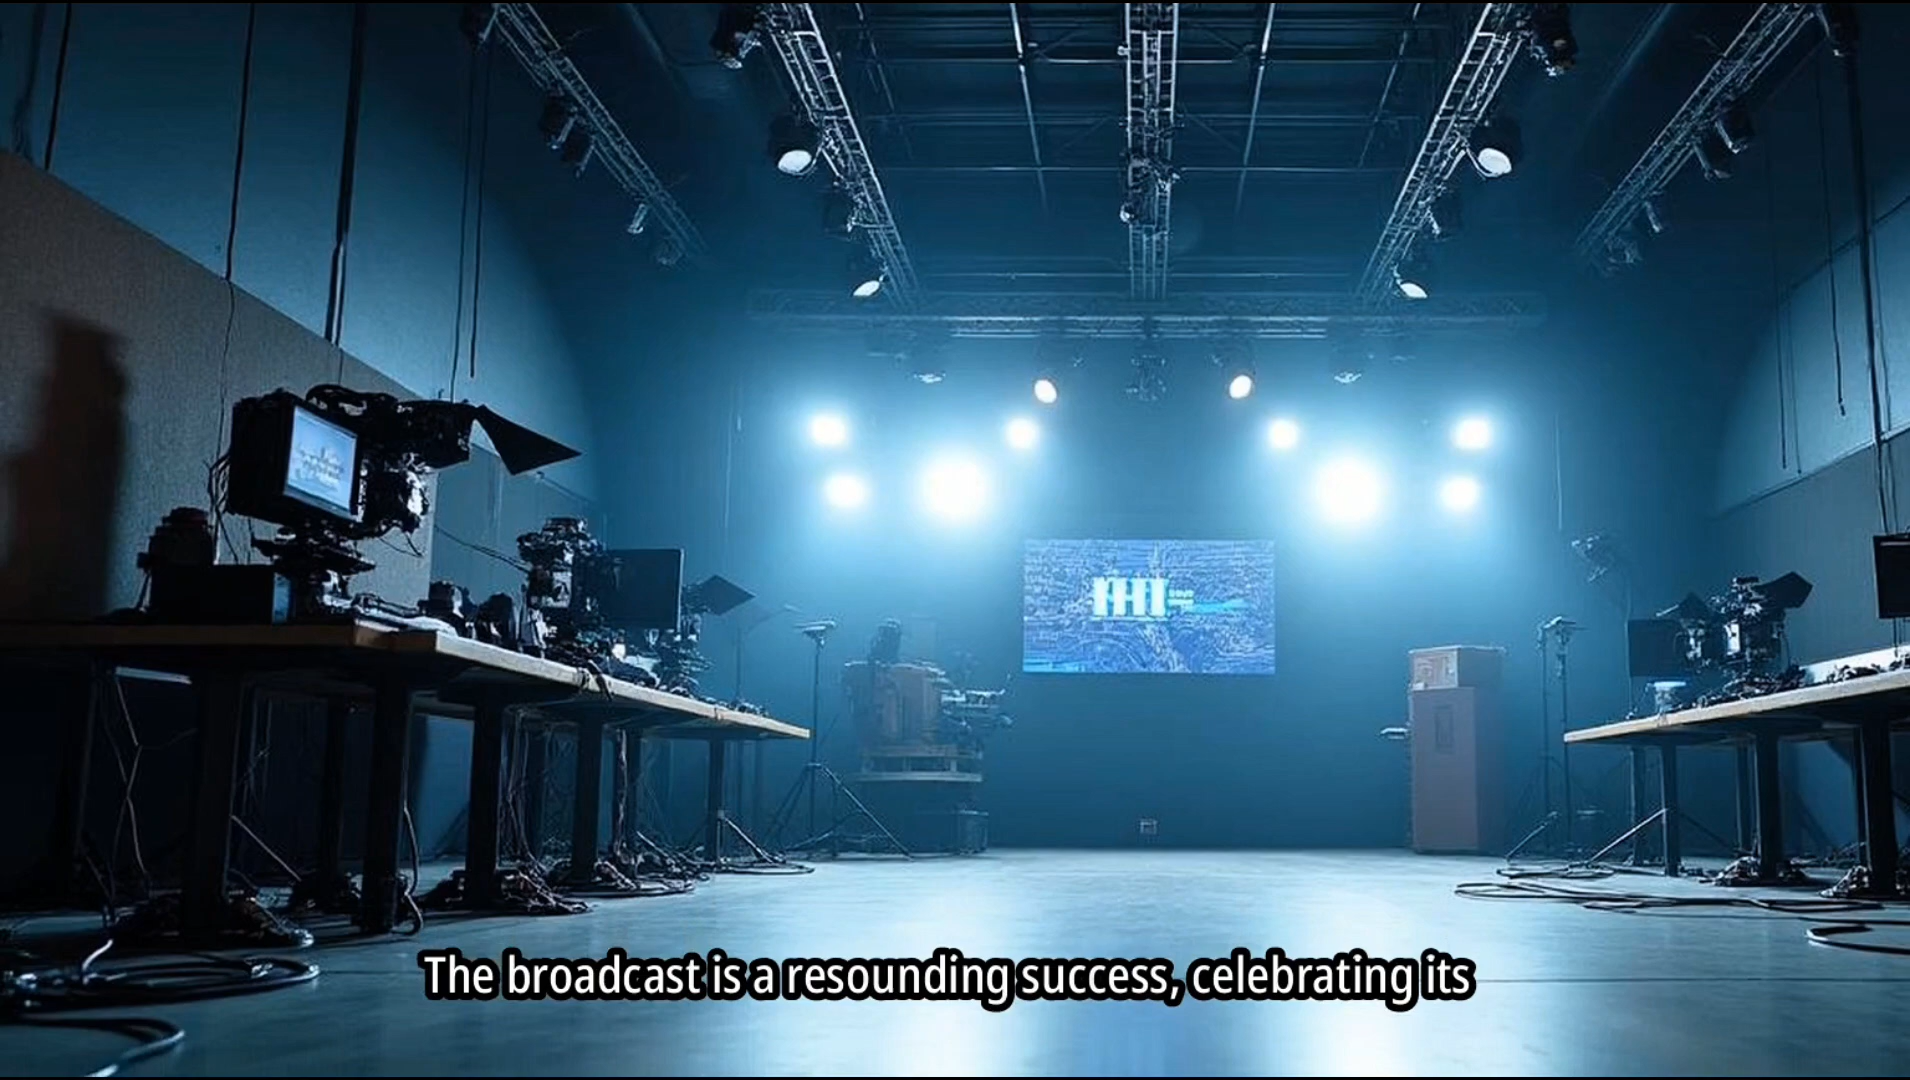 The broadcast is a resounding success, celebrating its